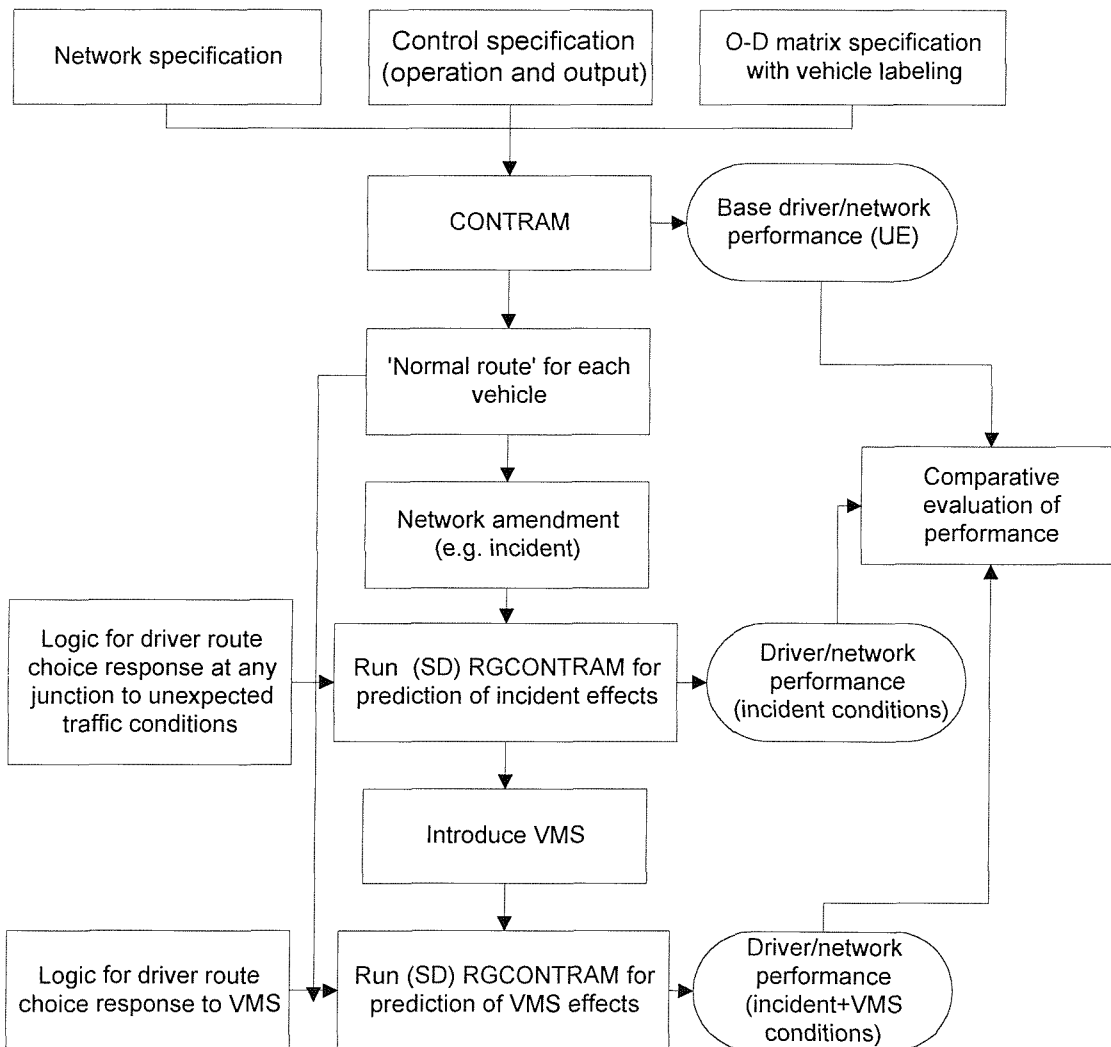 Network specification
Control specification
(operation and output)
O-D matrix specification
with vehicle labeling
CONTRAM
Base driver/network
performance (UE)
'Normal route' for each
vehicle
Network amendment
(e.g. incident)
Comparative
evaluation of
performance
Logic for driver route
choice response at any
junction to unexpected
traffic conditions
Run (SD) RGCONTRAM for
prediction of incident effects
Driver/network
performance
(incident conditions)
Introduce VMS
Logic for driver route
choice response to VMS
Run (SD) RGCONTRAM for
prediction of VMS effects
Driver/network
performance
(incident+VMS
conditions)